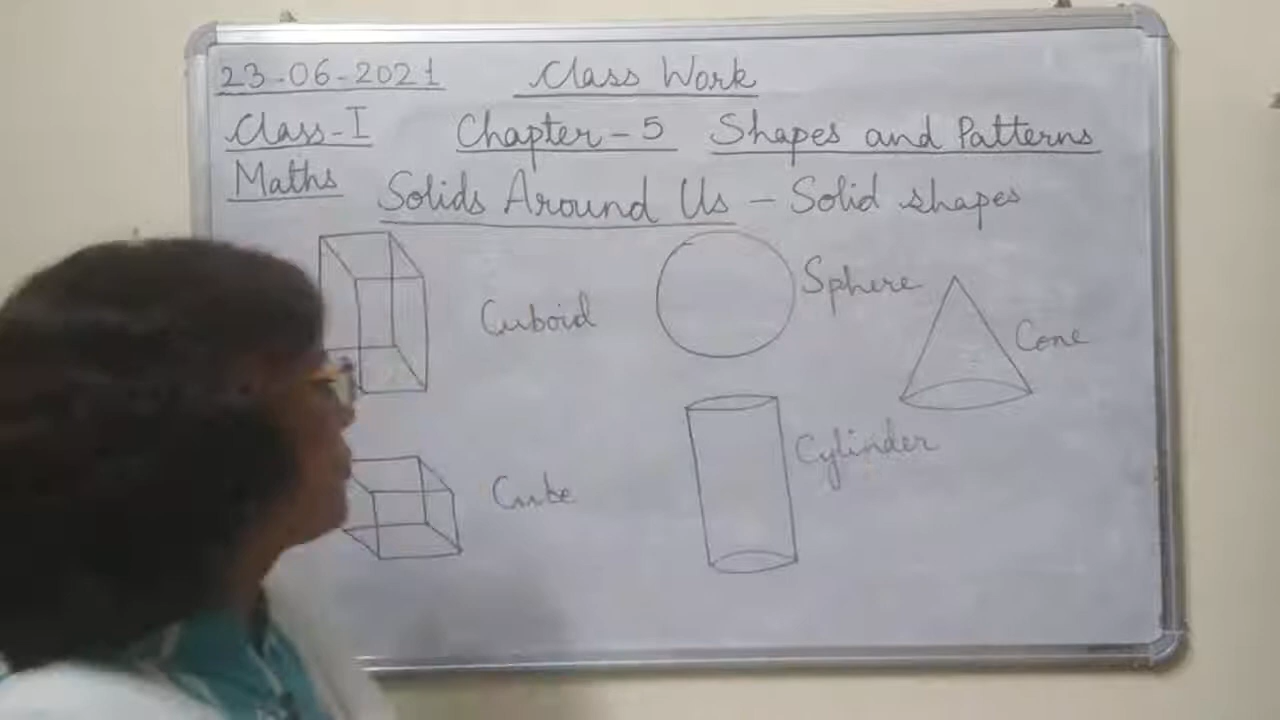 23-06-2021 Class Work
Class-I Chapter-5 Shapes and Patterns
Maths
Solids Around Us - Solid shapes
Cuboid
Sphere
Cone
Cylinder
Cube